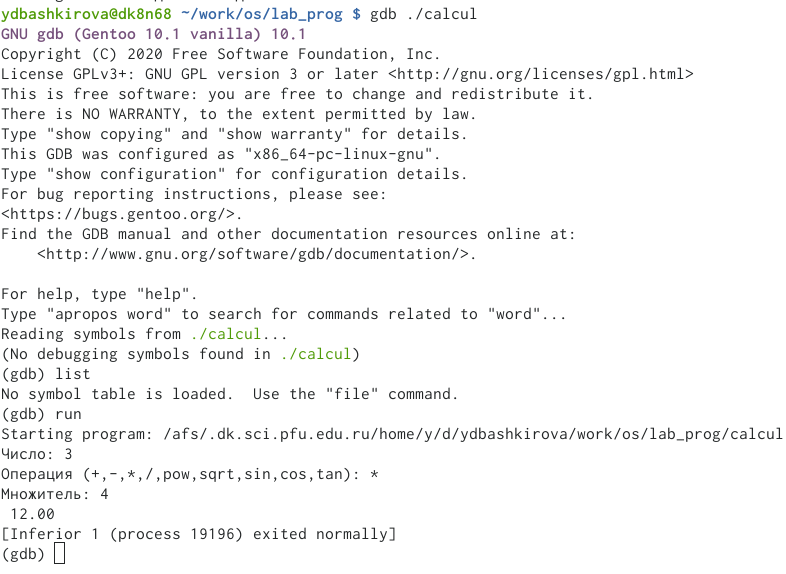 ydbashkirova@dk8n68 ~/work/os/lab_prog $ gdb ./calcul
GNU gdb (Gentoo 10.1 vanilla) 10.1
Copyright (C) 2020 Free Software Foundation, Inc.
License GPLv3+: GNU GPL version 3 or later <http://gnu.org/licenses/gpl.html>
This is free software: you are free to change and redistribute it.
There is NO WARRANTY, to the extent permitted by law.
Type "show copying" and "show warranty" for details.
This GDB was configured as "x86_64-pc-linux-gnu".
Type "show configuration" for configuration details.
For bug reporting instructions, please see:
<https://bugs.gentoo.org/>.
Find the GDB manual and other documentation resources online at:
    <http://www.gnu.org/software/gdb/documentation/>.

For help, type "help".
Type "apropos word" to search for commands related to "word"...
Reading symbols from ./calcul...
(No debugging symbols found in ./calcul)
(gdb) list
No symbol table is loaded.  Use the "file" command.
(gdb) run
Starting program: /afs/.dk.sci.pfu.edu.ru/home/y/d/ydbashkirova/work/os/lab_prog/calcul
Число: 3
Операция (+,-,*,/,pow,sqrt,sin,cos,tan): *
Множитель: 4
 12.00
[Inferior 1 (process 19196) exited normally]
(gdb)